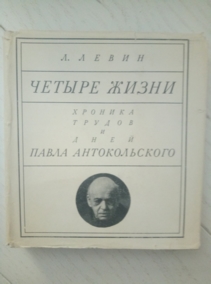 Л. ЛЕВИН
ЧЕТЫРЕ ЖИЗНИ
ХРОНИКА
ТРУДОВ
И
ДНЕЙ
ПАВЛА АНТОКОЛЬСКОГО